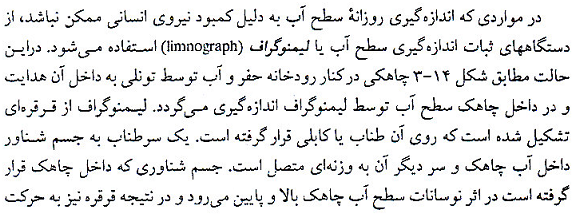 در مواردی که اندازه‌گیری روزانهٔ سطح آب به دلیل کمبود نیروی انسانی ممکن نباشد، از
دستگاههای ثبات اندازه‌گیری سطح آب یا لیمنوگراف (limnograph) استفاده می‌شود. دراین
حالت مطابق شکل ۱۴-۳ چاهکی درکنار رودخانه حفر و آب توسط تونلی به داخل آن هدایت
و در داخل چاهک سطح آب توسط لیمنوگراف اندازه‌گیری می‌گردد. لیمنوگراف از قرقره‌ای
تشکیل شده است که روی آن طناب یا کابلی قرار گرفته است. یک سرطناب به جسم شناور
داخل آب چاهک و سر دیگر آن به وزنه‌ای متصل است. جسم شناوری که داخل چاهک قرار
گرفته است در اثر نوسانات سطح آب چاهک بالا و پایین می‌رود و در نتیجه قرقره نیز به حرکت